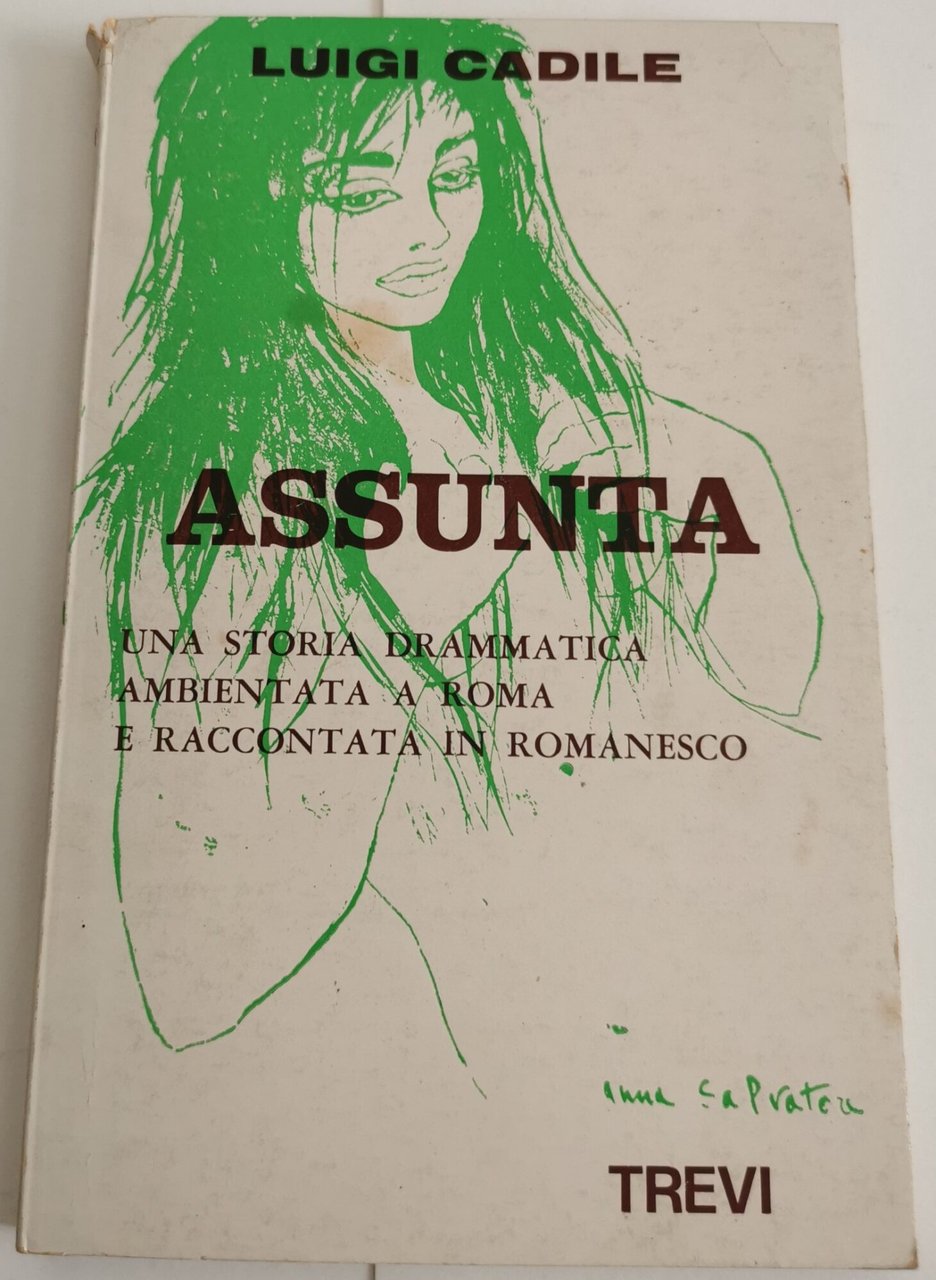 LUIGI CADILE
ASSUNTA
UNA STORIA DRAMMATICA
AMBIENTATA A ROMA
E RACCONTATA IN ROMANESCO
anna salvatore
TREVI